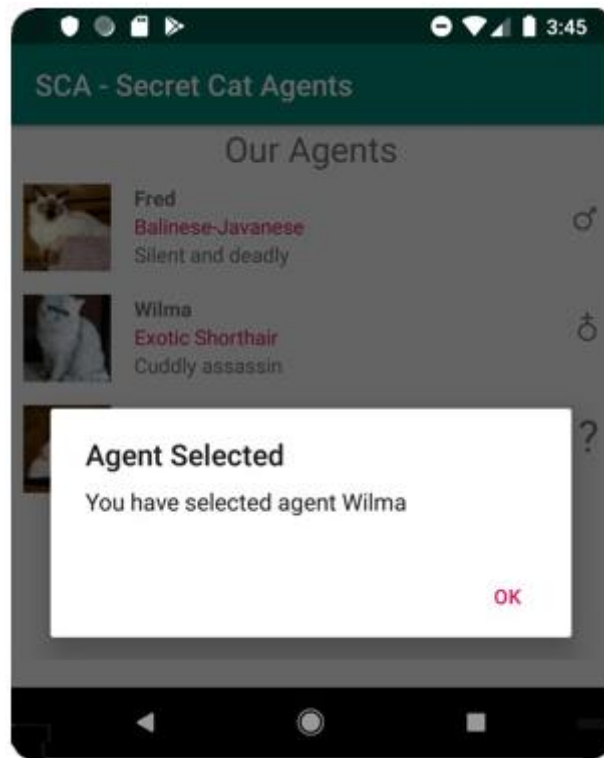 3:45
SCA - Secret Cat Agents
Our Agents
Fred
Balinese-Javanese
Silent and deadly
♂
Wilma
Exotic Shorthair
Cuddly assassin
♁
?
Agent Selected
You have selected agent Wilma
OK